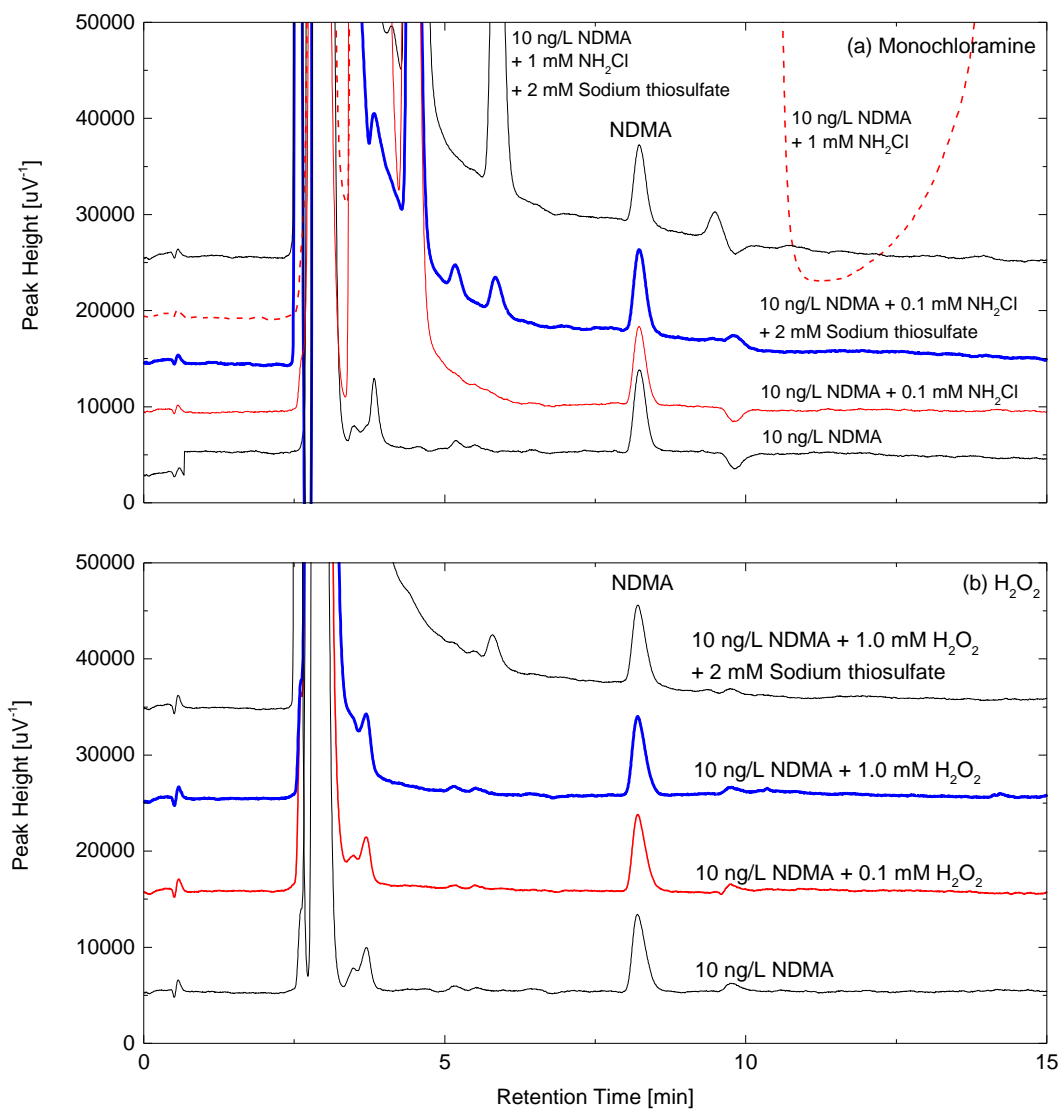 50000
40000
30000
20000
10000
0
Peak Height [uV⁻¹]
10 ng/L NDMA
+ 1 mM NH₂Cl
+ 2 mM Sodium thiosulfate
(a) Monochloramine
NDMA
10 ng/L NDMA
+ 1 mM NH₂Cl
10 ng/L NDMA + 0.1 mM NH₂Cl
+ 2 mM Sodium thiosulfate
10 ng/L NDMA + 0.1 mM NH₂Cl
10 ng/L NDMA
50000
40000
30000
20000
10000
0
Peak Height [uV⁻¹]
NDMA
(b) H₂O₂
10 ng/L NDMA + 1.0 mM H₂O₂
+ 2 mM Sodium thiosulfate
10 ng/L NDMA + 1.0 mM H₂O₂
10 ng/L NDMA + 0.1 mM H₂O₂
10 ng/L NDMA
0 5 10 15
Retention Time [min]